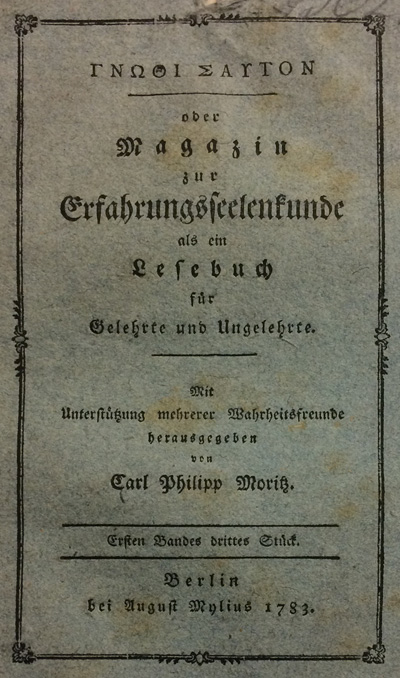 ΓΝΩΘΙ ΣΑΥΤΟΝ
oder
Magazin
zur
Erfahrungsseelenkunde
als ein
Lesebuch
für
Gelehrte und Ungelehrte.
Mit
Unterstützung mehrerer Wahrheitsfreunde
herausgegeben
von
Carl Philipp Moritz.
Ersten Bandes drittes Stück.
Berlin
bei August Mylius 1783.